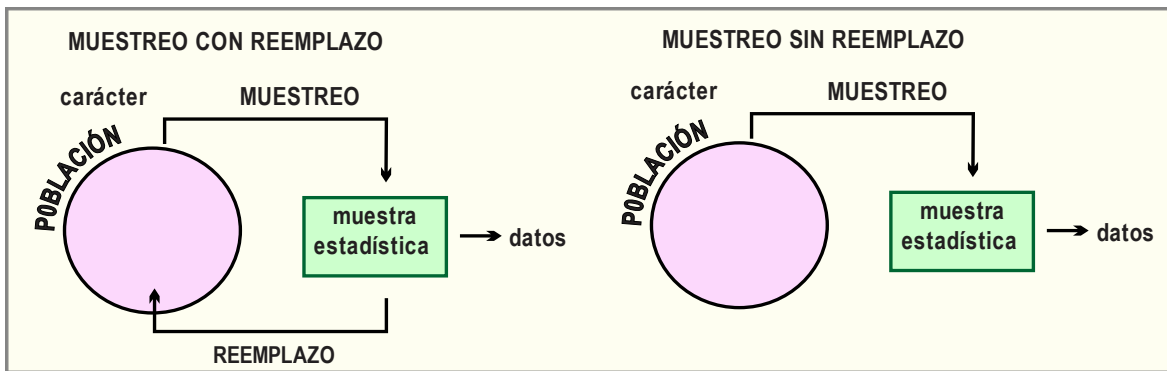 MUESTREO CON REEMPLAZO
carácter
MUESTREO
P0BLACIÓN
muestra
estadística
datos
REEMPLAZO
MUESTREO SIN REEMPLAZO
carácter
MUESTREO
P0BLACIÓN
muestra
estadística
datos